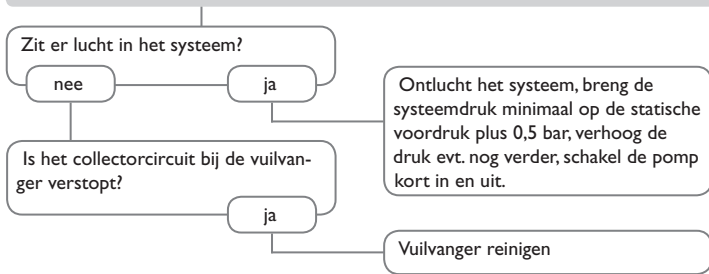 Zit er lucht in het systeem?
nee
ja
Ontlucht het systeem, breng de
systeemdruk minimaal op de statische
voordruk plus 0,5 bar, verhoog de
druk evt. nog verder, schakel de pomp
kort in en uit.
Is het collectorcircuit bij de vuilvan-
ger verstopt?
ja
Vuilvanger reinigen